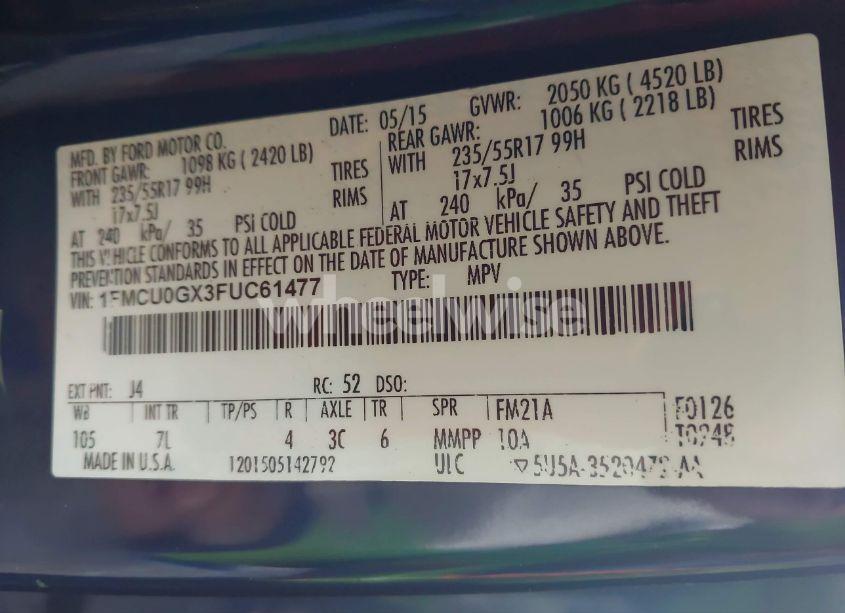 MFD. BY FORD MOTOR CO.
DATE: 05/15
GVWR: 2050 KG ( 4520 LB)
FRONT GAWR: 1098 KG ( 2420 LB)
WITH 235/55R17 99H TIRES
17x7.5J RIMS
AT 240 kPa/ 35 PSI COLD
REAR GAWR: 1006 KG ( 2218 LB)
WITH 235/55R17 99H TIRES
17x7.5J RIMS
AT 240 kPa/ 35 PSI COLD
THIS VEHICLE CONFORMS TO ALL APPLICABLE FEDERAL MOTOR VEHICLE SAFETY AND THEFT
PREVENTION STANDARDS IN EFFECT ON THE DATE OF MANUFACTURE SHOWN ABOVE.
VIN: 1FMCU0GX3FUC61477 TYPE: MPV
wheelwise
EXT PNT: J4 RC: 52 DSO:
WB INT TR TP/PS R AXLE TR SPR FM21A F0126
105 7L 4 3C 6 MMPP 10A T0248
MADE IN U.S.A. 1201505142792 ULC